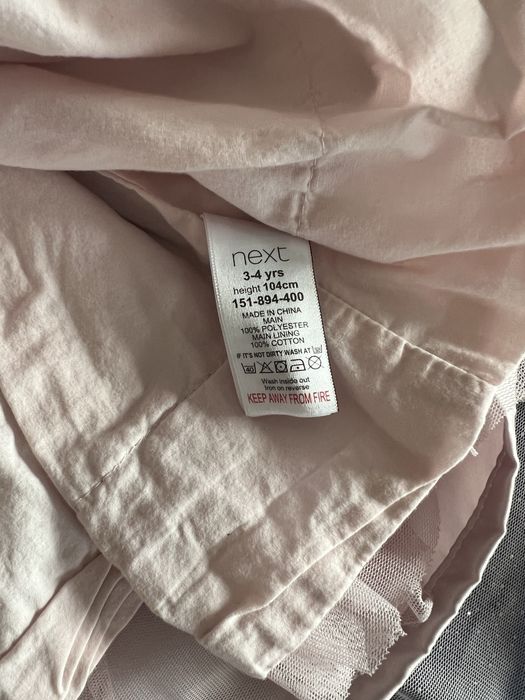 next
3-4 yrs
height 104cm
151-894-400
MADE IN CHINA
MAIN
100% POLYESTER
MAIN LINING
100% COTTON
IF IT'S NOT DIRTY WASH AT
40
Wash inside out
Iron on reverse
KEEP AWAY FROM FIRE